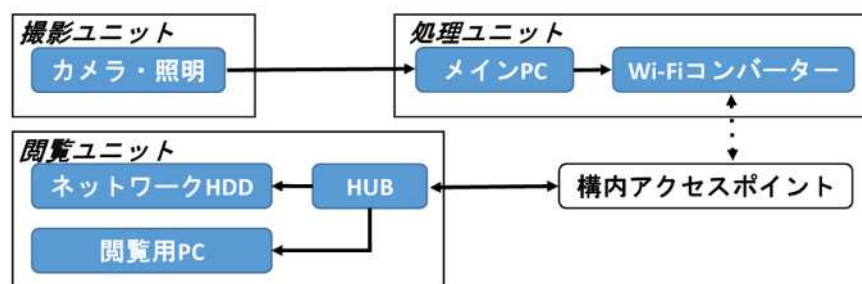 撮影ユニット
カメラ・照明
処理ユニット
メインPC
Wi-Fiコンバーター
閲覧ユニット
ネットワークHDD
HUB
構内アクセスポイント
閲覧用PC